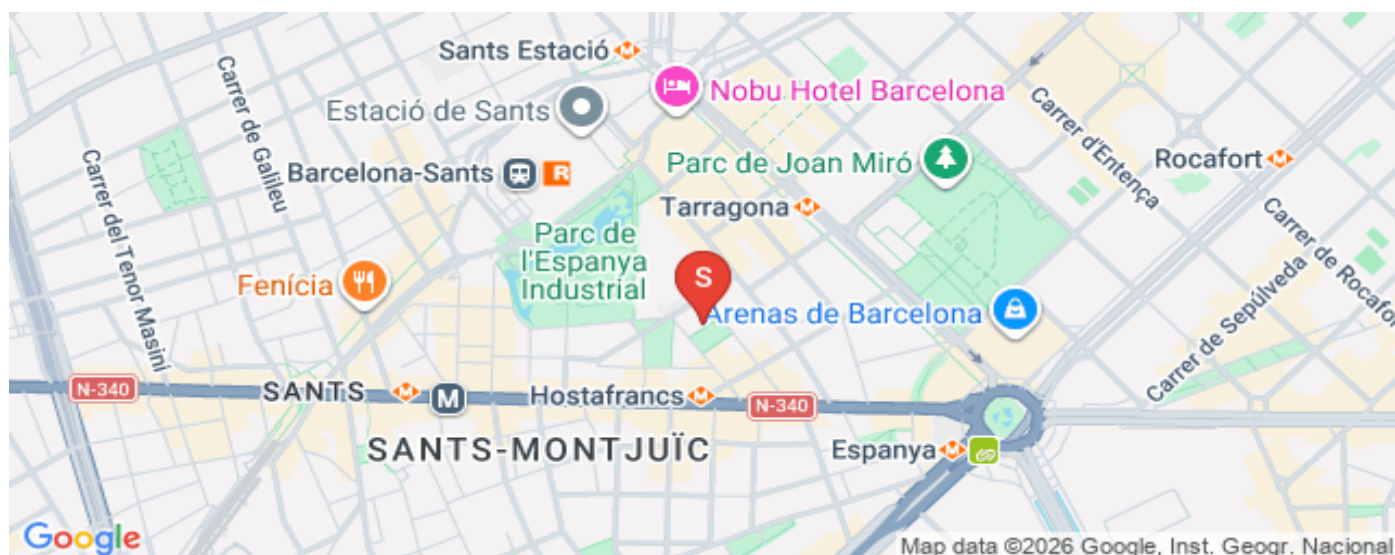 Sants Estació
Carrer de Galileu
Nobu Hotel Barcelona
Estació de Sants
Carrer d'Entença
Parc de Joan Miró
Rocafort
Barcelona-Sants
R
Carrer del Tenor Masini
Tarragona
Carrer de Rocafor
Parc de
l'Espanya
Industrial
S
Fenícia
Arenas de Barcelona
Carrer de Sepúlveda
N-340
SANTS
M
Hostafrancs
N-340
SANTS-MONTJUÏC
Espanya
Google
Map data ©2026 Google, Inst. Geogr. Nacional